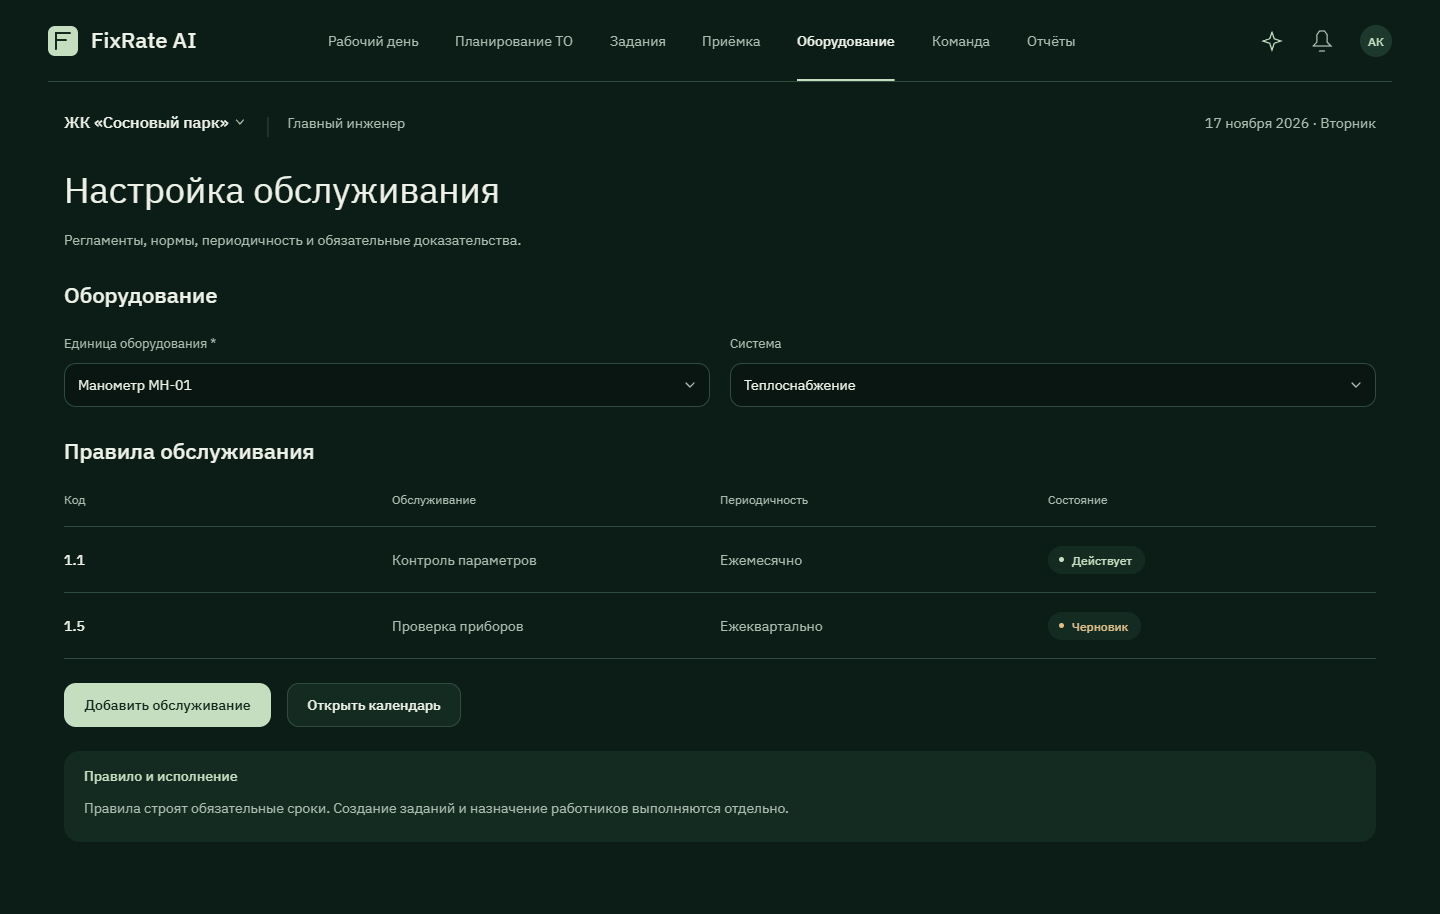 FixRate AI
Рабочий день
Планирование ТО
Задания
Приёмка
Оборудование
Команда
Отчёты
АК
ЖК «Сосновый парк»
Главный инженер
17 ноября 2026 · Вторник
Настройка обслуживания
Регламенты, нормы, периодичность и обязательные доказательства.
Оборудование
Единица оборудования *
Система
Манометр МН-01
Теплоснабжение
Правила обслуживания
Код
Обслуживание
Периодичность
Состояние
1.1
Контроль параметров
Ежемесячно
Действует
1.5
Проверка приборов
Ежеквартально
Черновик
Добавить обслуживание
Открыть календарь
Правило и исполнение
Правила строят обязательные сроки. Создание заданий и назначение работников выполняются отдельно.